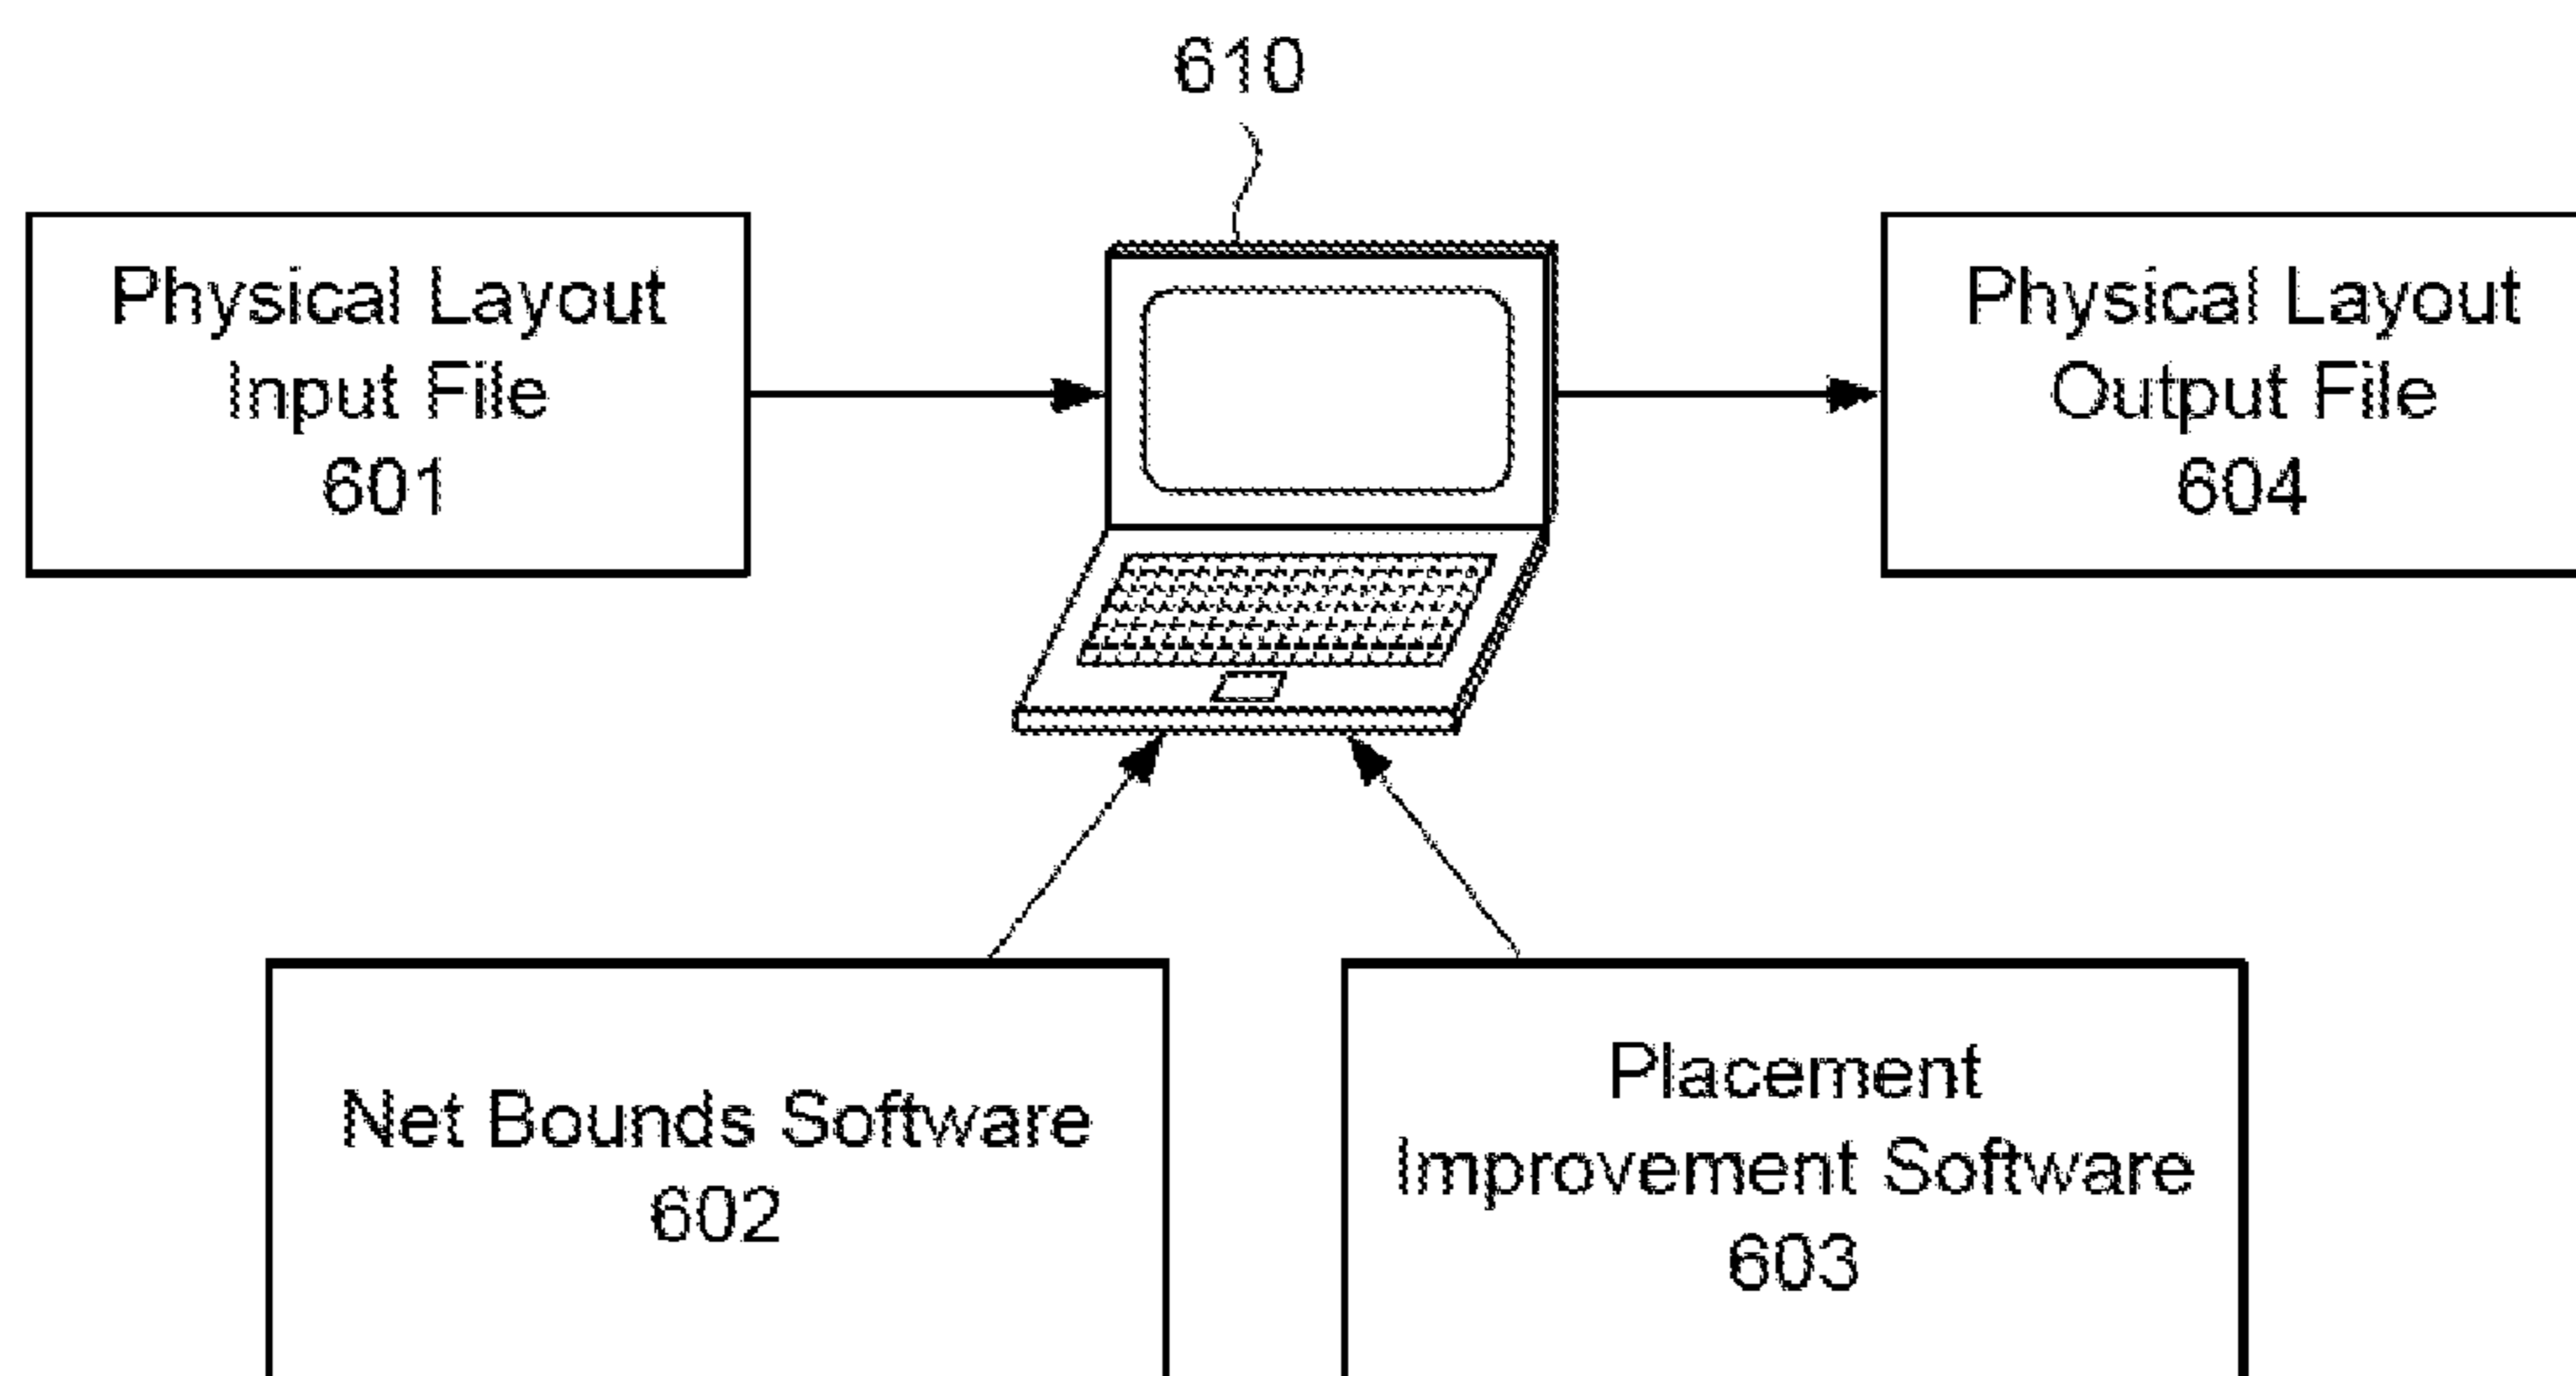 610
Physical Layout
Input File
601
Physical Layout
Output File
604
Net Bounds Software
602
Placement
Improvement Software
603